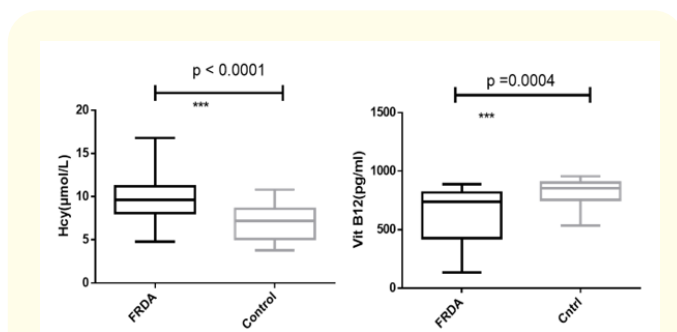 p < 0.0001
***
20
15
10
5
0
Hcy(µmol/L)
FRDA
Control
p =0.0004
***
1500
1000
500
0
Vit B12(pg/ml)
FRDA
Cntrl